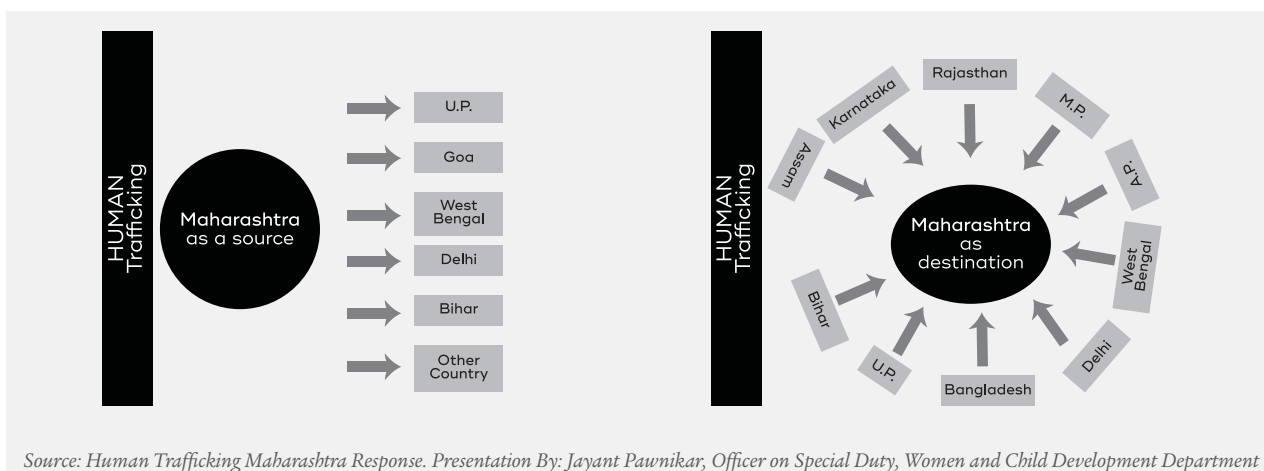 HUMAN
Trafficking
Maharashtra
as a source
U.P.
Goa
West
Bengal
Delhi
Bihar
Other
Country
HUMAN
Trafficking
Maharashtra
as
destination
Assam
Karnataka
Rajasthan
M.P.
A.P.
West
Bengal
Delhi
Bangladesh
U.P.
Bihar
Source: Human Trafficking Maharashtra Response. Presentation By: Jayant Pawnikar, Officer on Special Duty, Women and Child Development Department